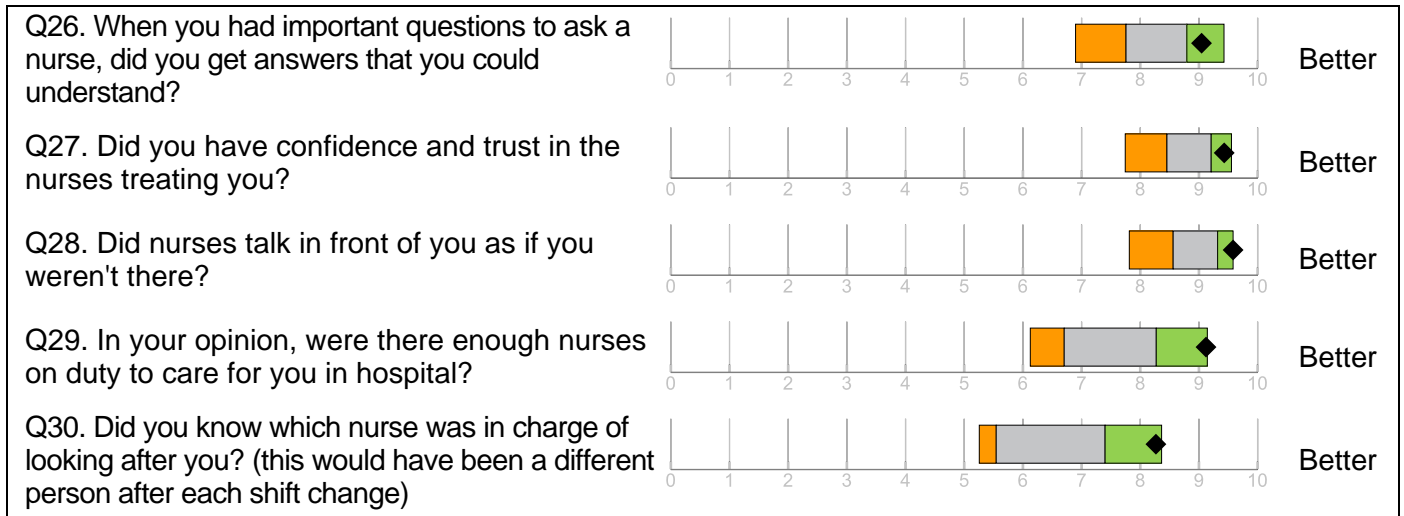 Q26. When you had important questions to ask a
nurse, did you get answers that you could
understand?
0 1 2 3 4 5 6 7 8 9 10
Better
Q27. Did you have confidence and trust in the
nurses treating you?
0 1 2 3 4 5 6 7 8 9 10
Better
Q28. Did nurses talk in front of you as if you
weren't there?
0 1 2 3 4 5 6 7 8 9 10
Better
Q29. In your opinion, were there enough nurses
on duty to care for you in hospital?
0 1 2 3 4 5 6 7 8 9 10
Better
Q30. Did you know which nurse was in charge of
looking after you? (this would have been a different
person after each shift change)
0 1 2 3 4 5 6 7 8 9 10
Better